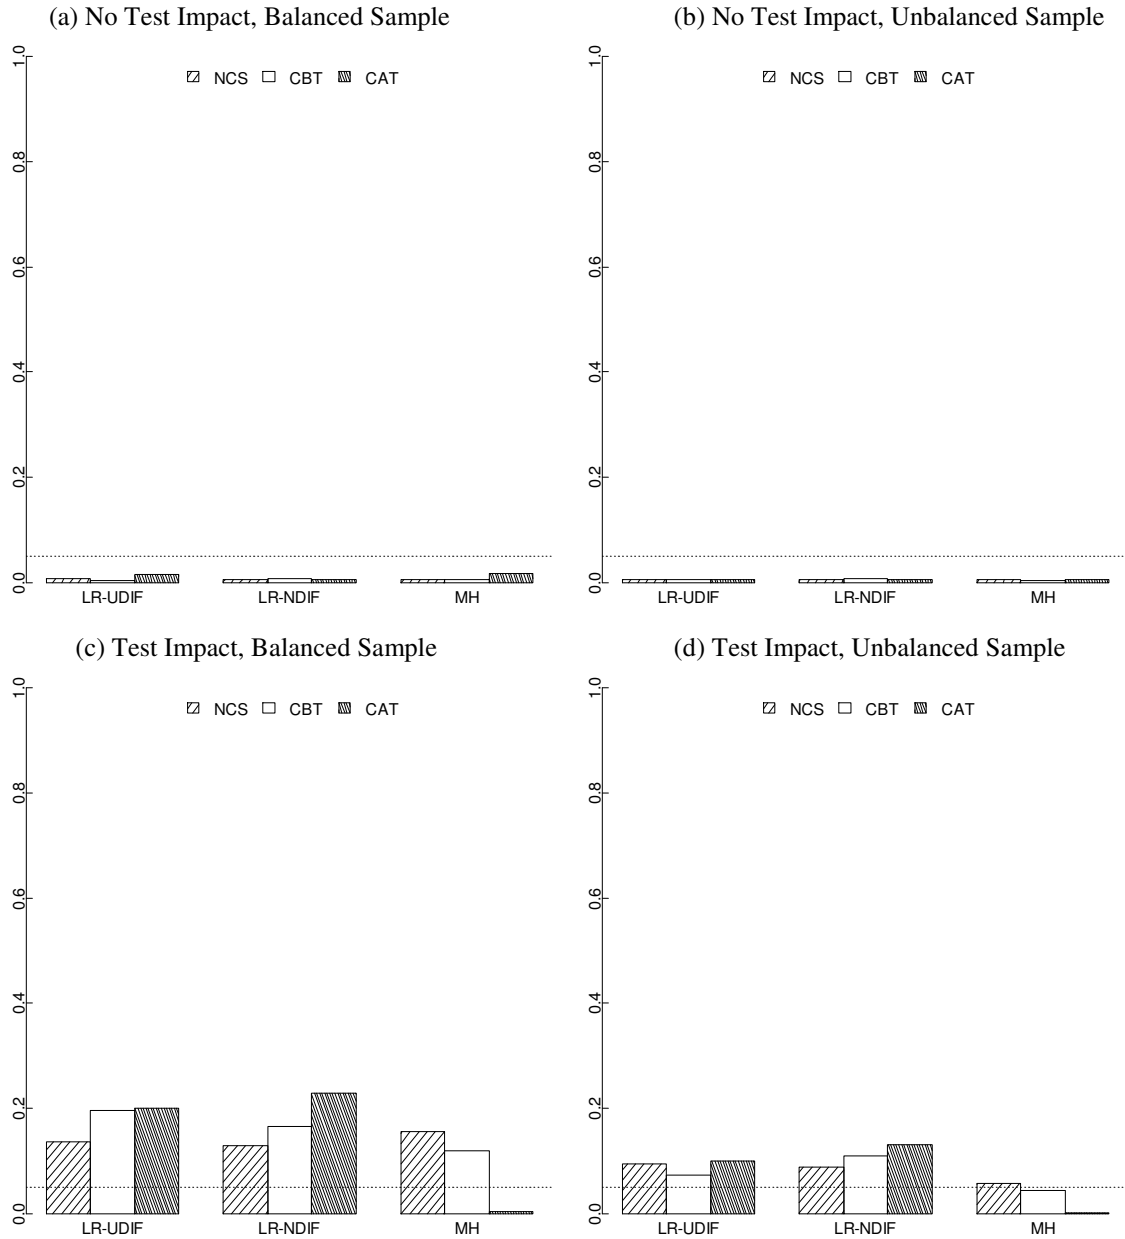 (a) No Test Impact, Balanced Sample
1.0
NCS CBT CAT
0.8
0.6
0.4
0.2
0.0
LR-UDIF LR-NDIF MH
(b) No Test Impact, Unbalanced Sample
1.0
NCS CBT CAT
0.8
0.6
0.4
0.2
0.0
LR-UDIF LR-NDIF MH
(c) Test Impact, Balanced Sample
1.0
NCS CBT CAT
0.8
0.6
0.4
0.2
0.0
LR-UDIF LR-NDIF MH
(d) Test Impact, Unbalanced Sample
1.0
NCS CBT CAT
0.8
0.6
0.4
0.2
0.0
LR-UDIF LR-NDIF MH